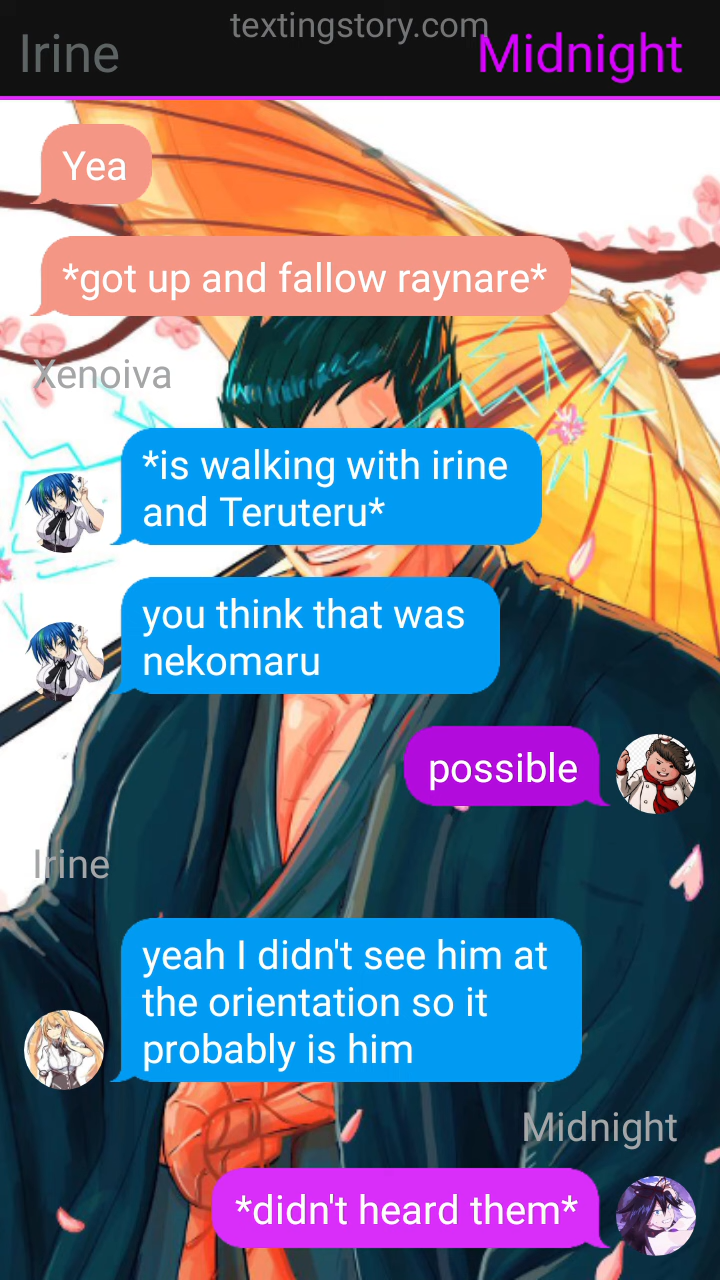 textingstory.com
Irine
Midnight
Yea
*got up and fallow raynare*
Xenoiva
*is walking with irine
and Teruteru*
you think that was
nekomaru
possible
Irine
yeah I didn't see him at
the orientation so it
probably is him
Midnight
*didn't heard them*